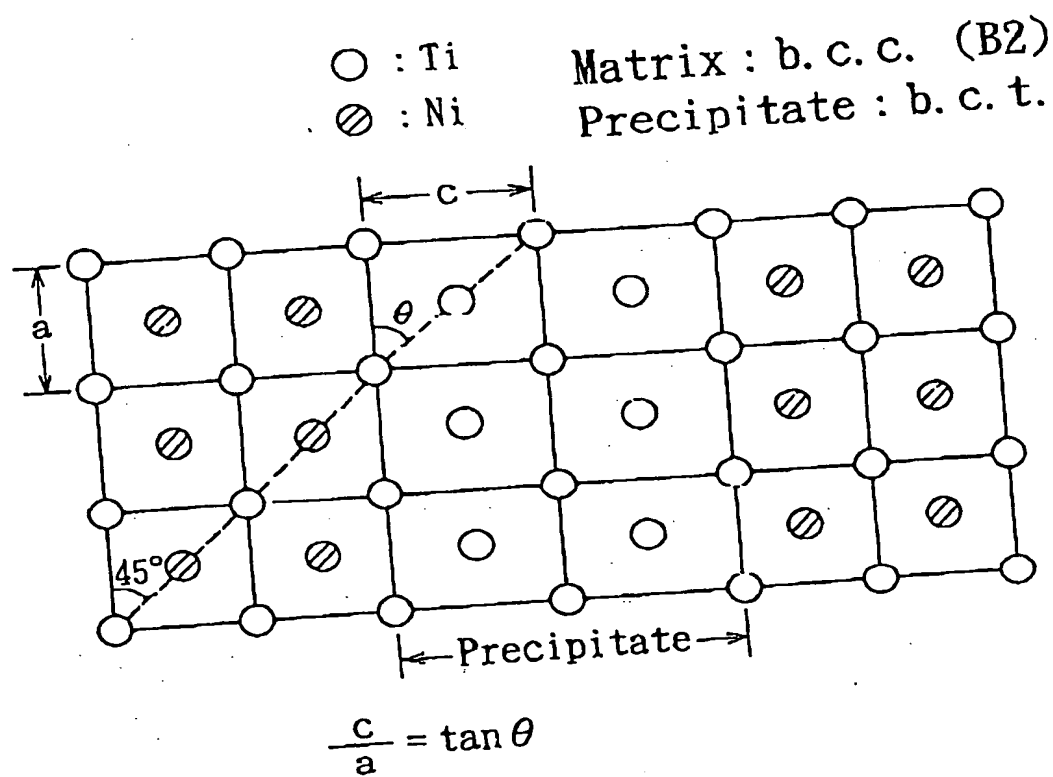 ○ : Ti
Matrix : b.c.c. (B2)
: Ni
Precipitate : b.c.t.
c
a
θ
45°
Precipitate
c/a = tan θ